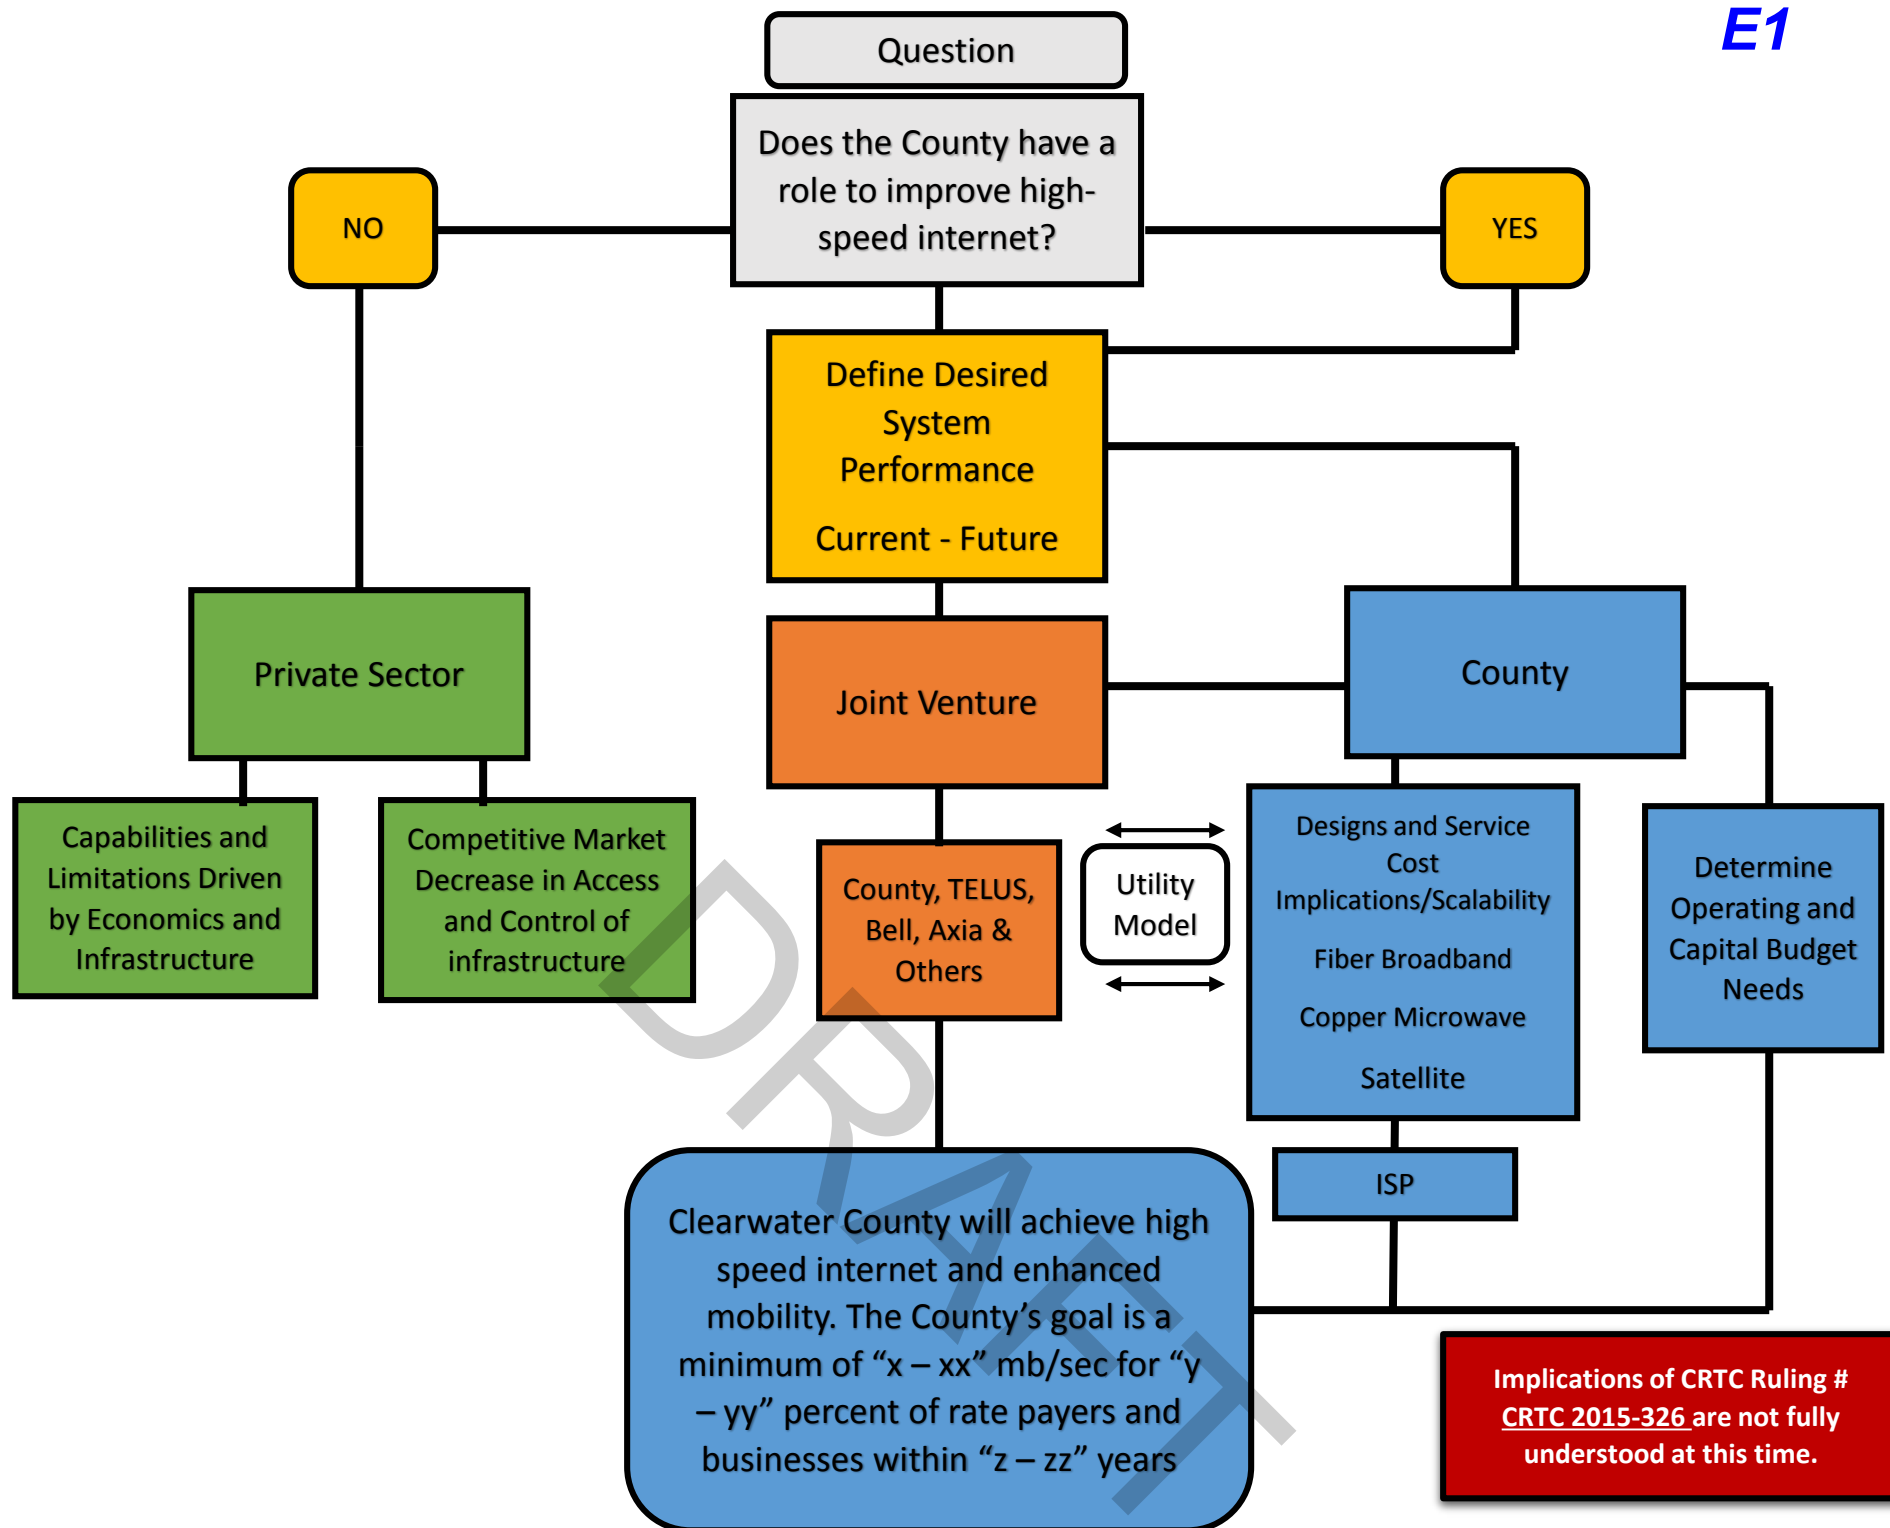 E1
Question
Does the County have a
role to improve high-
speed internet?
NO
YES
Define Desired
System
Performance
Current - Future
Private Sector
Joint Venture
County
Capabilities and
Limitations Driven
by Economics and
Infrastructure
Competitive Market
Decrease in Access
and Control of
infrastructure
County, TELUS,
Bell, Axia &
Others
Utility
Model
Designs and Service
Cost
Implications/Scalability
Fiber Broadband
Copper Microwave
Satellite
Determine
Operating and
Capital Budget
Needs
ISP
Clearwater County will achieve high
speed internet and enhanced
mobility. The County’s goal is a
minimum of “x – xx” mb/sec for “y
– yy” percent of rate payers and
businesses within “z – zz” years
Implications of CRTC Ruling #
CRTC 2015-326 are not fully
understood at this time.
DRAFT